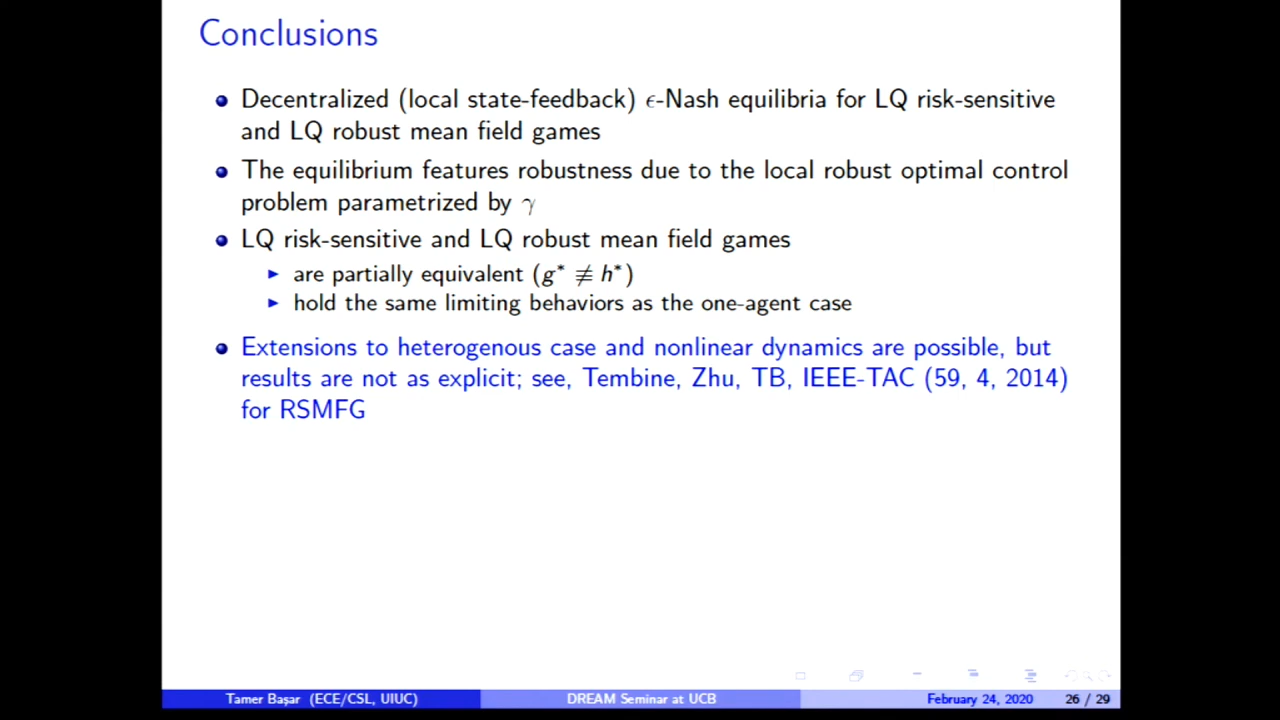 Conclusions
Decentralized (local state-feedback) ϵ-Nash equilibria for LQ risk-sensitive
and LQ robust mean field games
The equilibrium features robustness due to the local robust optimal control
problem parametrized by γ
LQ risk-sensitive and LQ robust mean field games
are partially equivalent (g* ≢ h*)
hold the same limiting behaviors as the one-agent case
Extensions to heterogenous case and nonlinear dynamics are possible, but
results are not as explicit; see, Tembine, Zhu, TB, IEEE-TAC (59, 4, 2014)
for RSMFG
Tamer Başar (ECE/CSL, UIUC) DREAM Seminar at UCB February 24, 2020 26 / 29